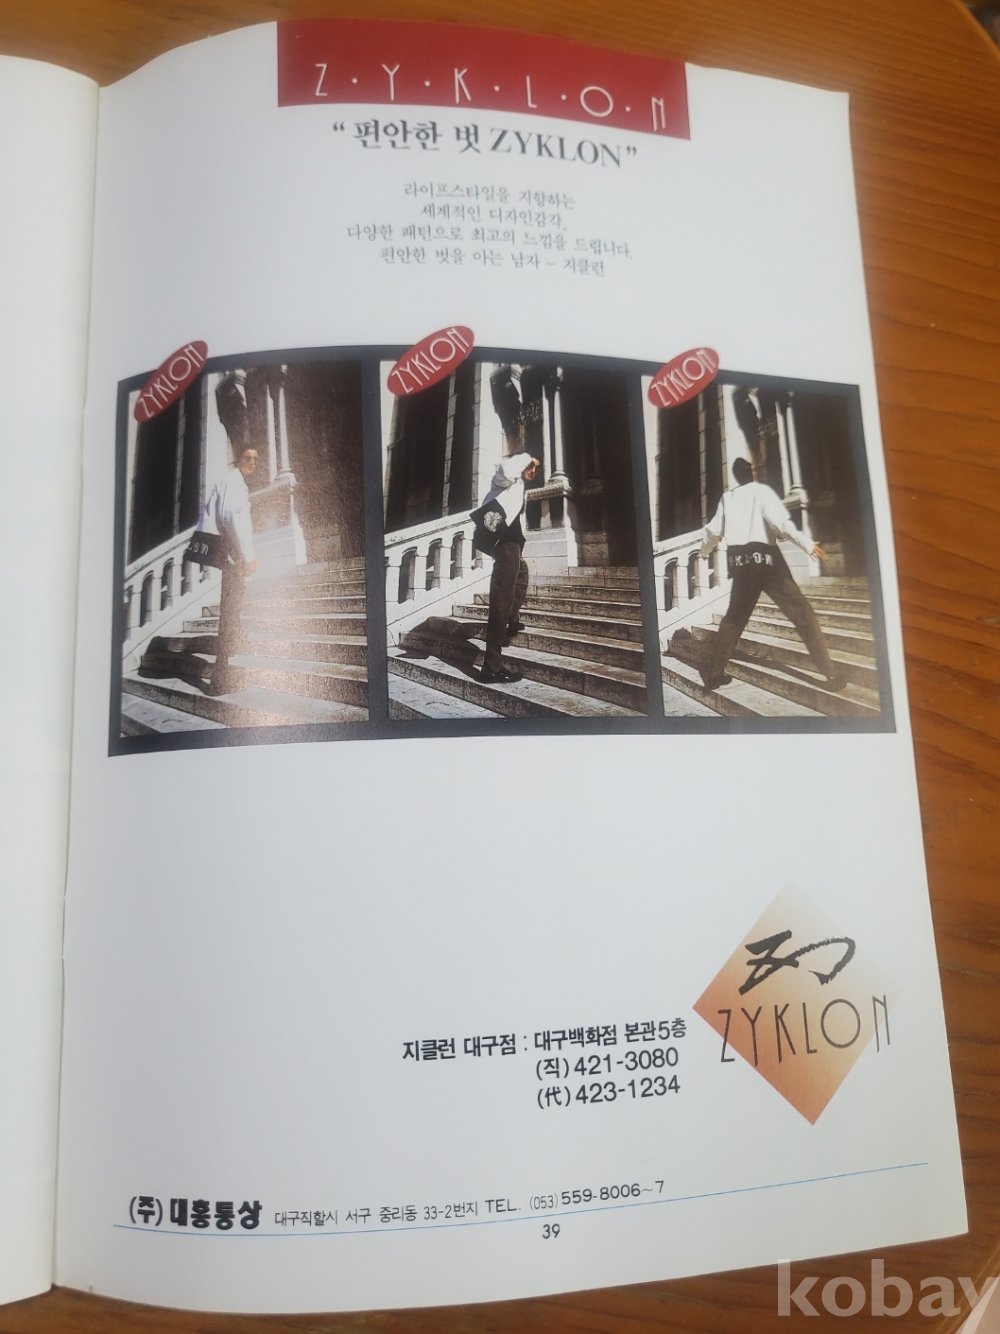 Z·Y·K·L·O·N
“편안한 벗 ZYKLON”
라이프스타일을 지향하는
세계적인 디자인감각,
다양한 패턴으로 최고의 느낌을 드립니다.
편안한 벗을 아는 남자 – 지클런
ZYKLON
ZYKLON
ZYKLON
ZYKLON
지클런 대구점 : 대구백화점 본관5층
(직) 421-3080
(代) 423-1234
(주) 대흥통상 대구직할시 서구 중리동 33-2번지 TEL. (053) 559-8006~7
39
kobay